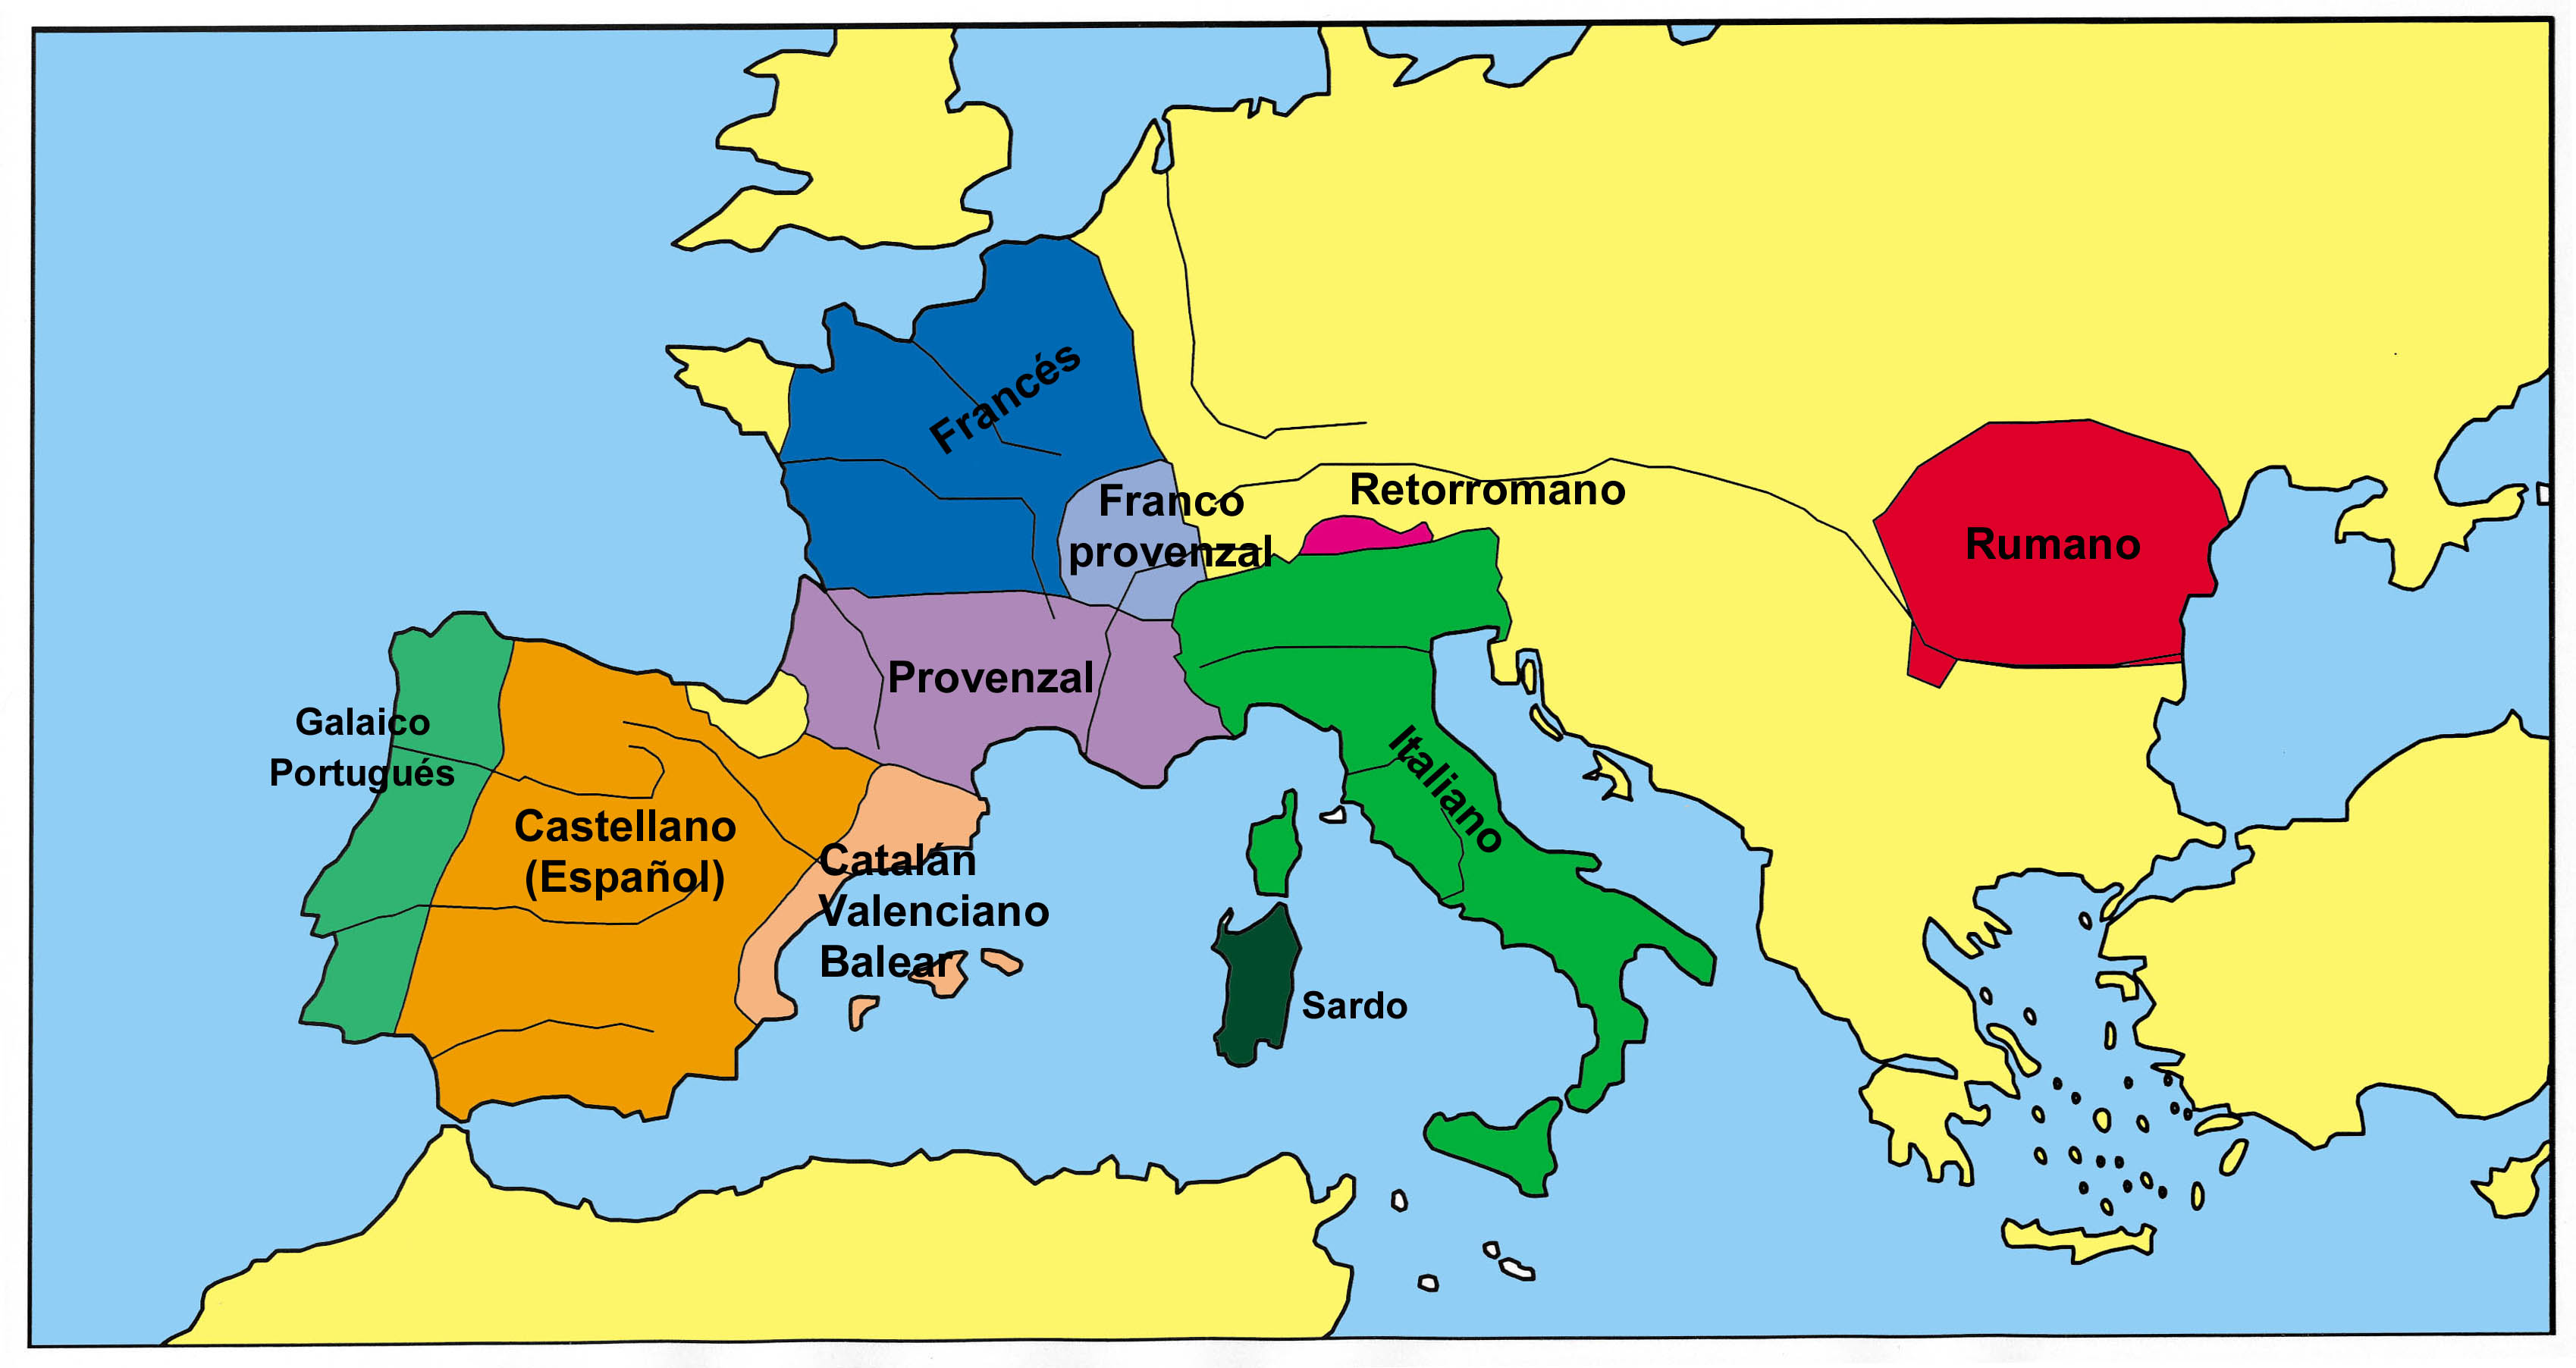 Francés
Franco
provenzal
Retorromano
Rumano
Provenzal
Galaico
Portugués
Castellano
(Español)
Catalán
Valenciano
Balear
Italiano
Sardo